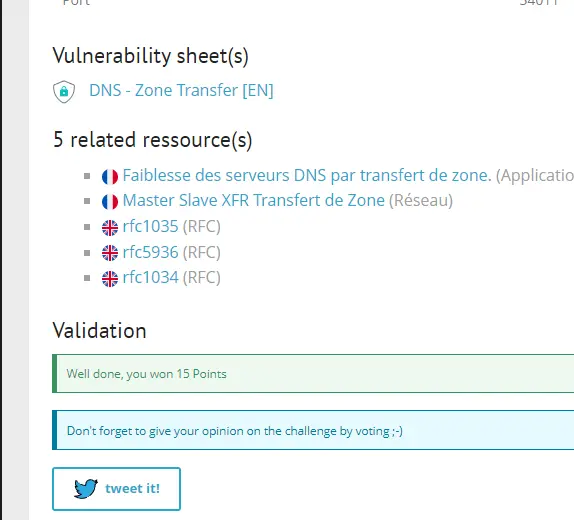 Port 54011
Vulnerability sheet(s)
DNS - Zone Transfer [EN]
5 related ressource(s)
Faiblesse des serveurs DNS par transfert de zone. (Applicatio
Master Slave XFR Transfert de Zone (Réseau)
rfc1035 (RFC)
rfc5936 (RFC)
rfc1034 (RFC)
Validation
Well done, you won 15 Points
Don't forget to give your opinion on the challenge by voting ;-)
tweet it!